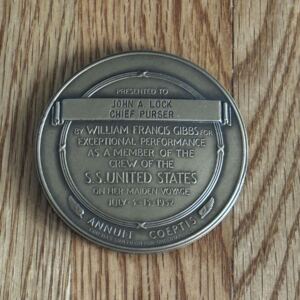 PRESENTED TO
JOHN A LOCK
CHIEF PURSER
BY WILLIAM FRANCIS GIBBS FOR
EXCEPTIONAL PERFORMANCE
AS A MEMBER OF THE
CREW OF THE
S.S. UNITED STATES
ON HER MAIDEN VOYAGE
JULY 3-15-1952
ANNUIT COEPTIS